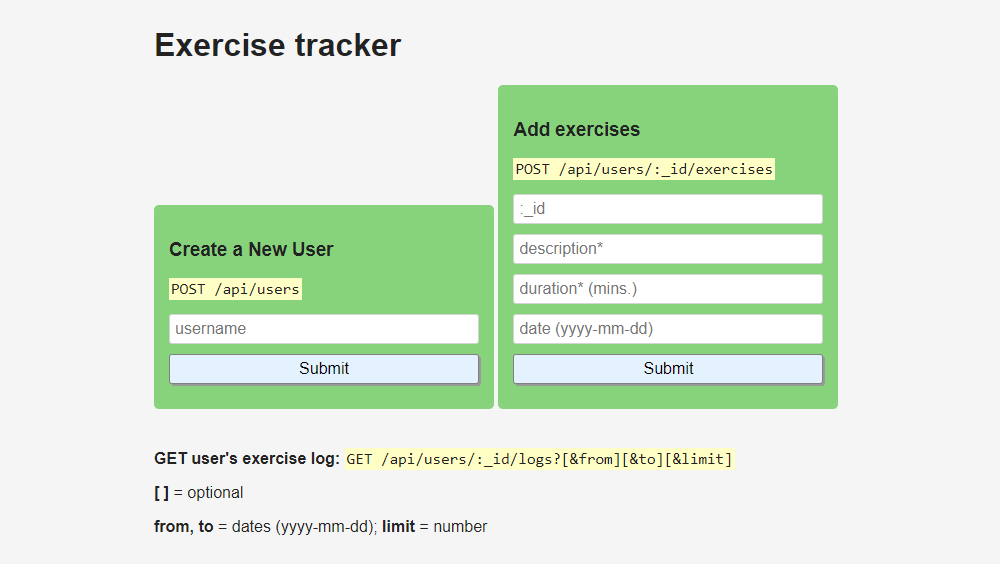 Exercise tracker
Create a New User
POST /api/users
username
Submit
Add exercises
POST /api/users/:_id/exercises
:_id
description*
duration* (mins.)
date (yyyy-mm-dd)
Submit
GET user's exercise log: GET /api/users/:_id/logs?[&from][&to][&limit]
[ ] = optional
from, to = dates (yyyy-mm-dd); limit = number